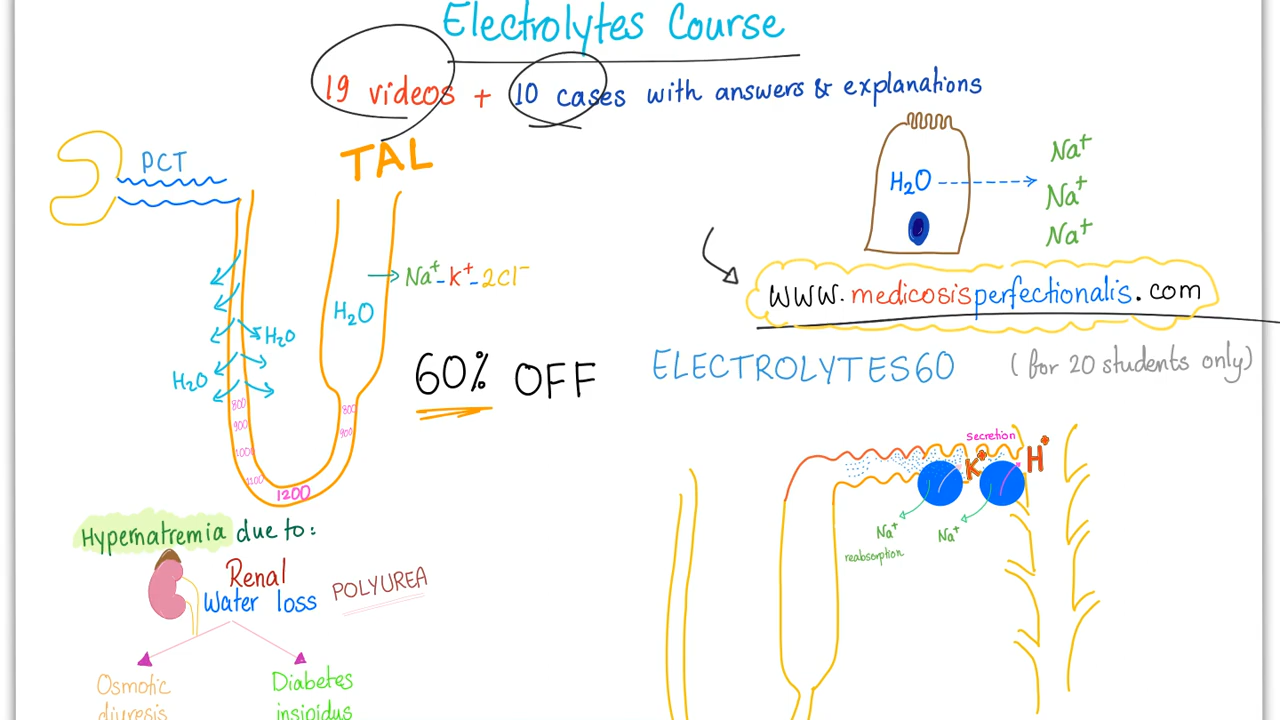 Electrolytes Course
19 videos + 10 cases with answers & explanations
PCT
TAL
Na⁺-K⁺-2Cl⁻
H₂O
H₂O
H₂O
800
900
1000
1100
1200
800
900
60% OFF
H₂O
Na⁺
Na⁺
Na⁺
www.medicosisperfectionalis.com
ELECTROLYTES60 (for 20 students only)
secretion
K⁺
H⁺
Na⁺
Na⁺
reabsorption
Hypernatremia due to:
Renal
Water loss
POLYUREA
Osmotic
diuresis
Diabetes
insipidus